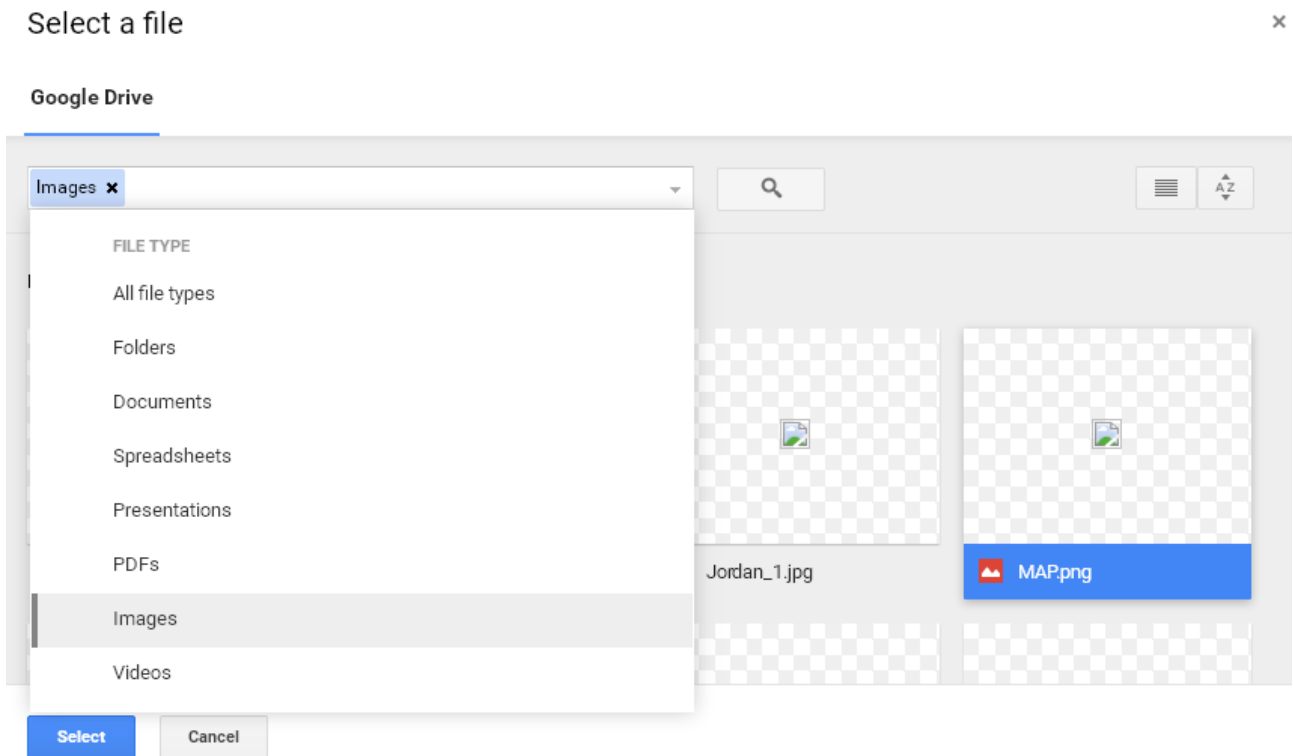 Select a file
Google Drive
Images
A Z
FILE TYPE
All file types
Folders
Documents
Spreadsheets
Presentations
PDFs
Images
Videos
Jordan_1.jpg
MAP.png
Select
Cancel